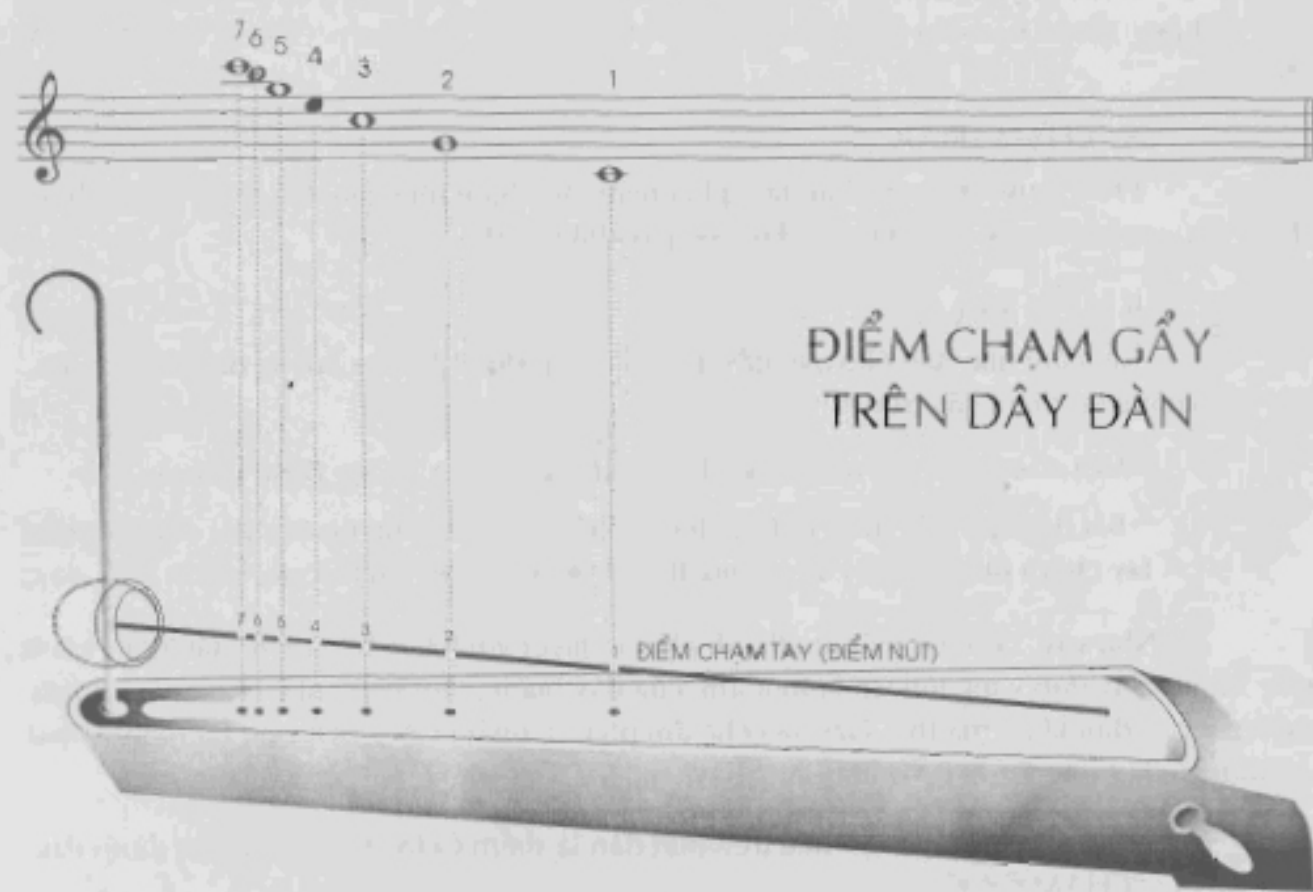 7 6 5 4 3 2 1
ĐIỂM CHẠM GẨY
TRÊN DÂY ĐÀN
7 6 5 4 3 2
ĐIỂM CHẠM TAY (ĐIỂM NÚT)